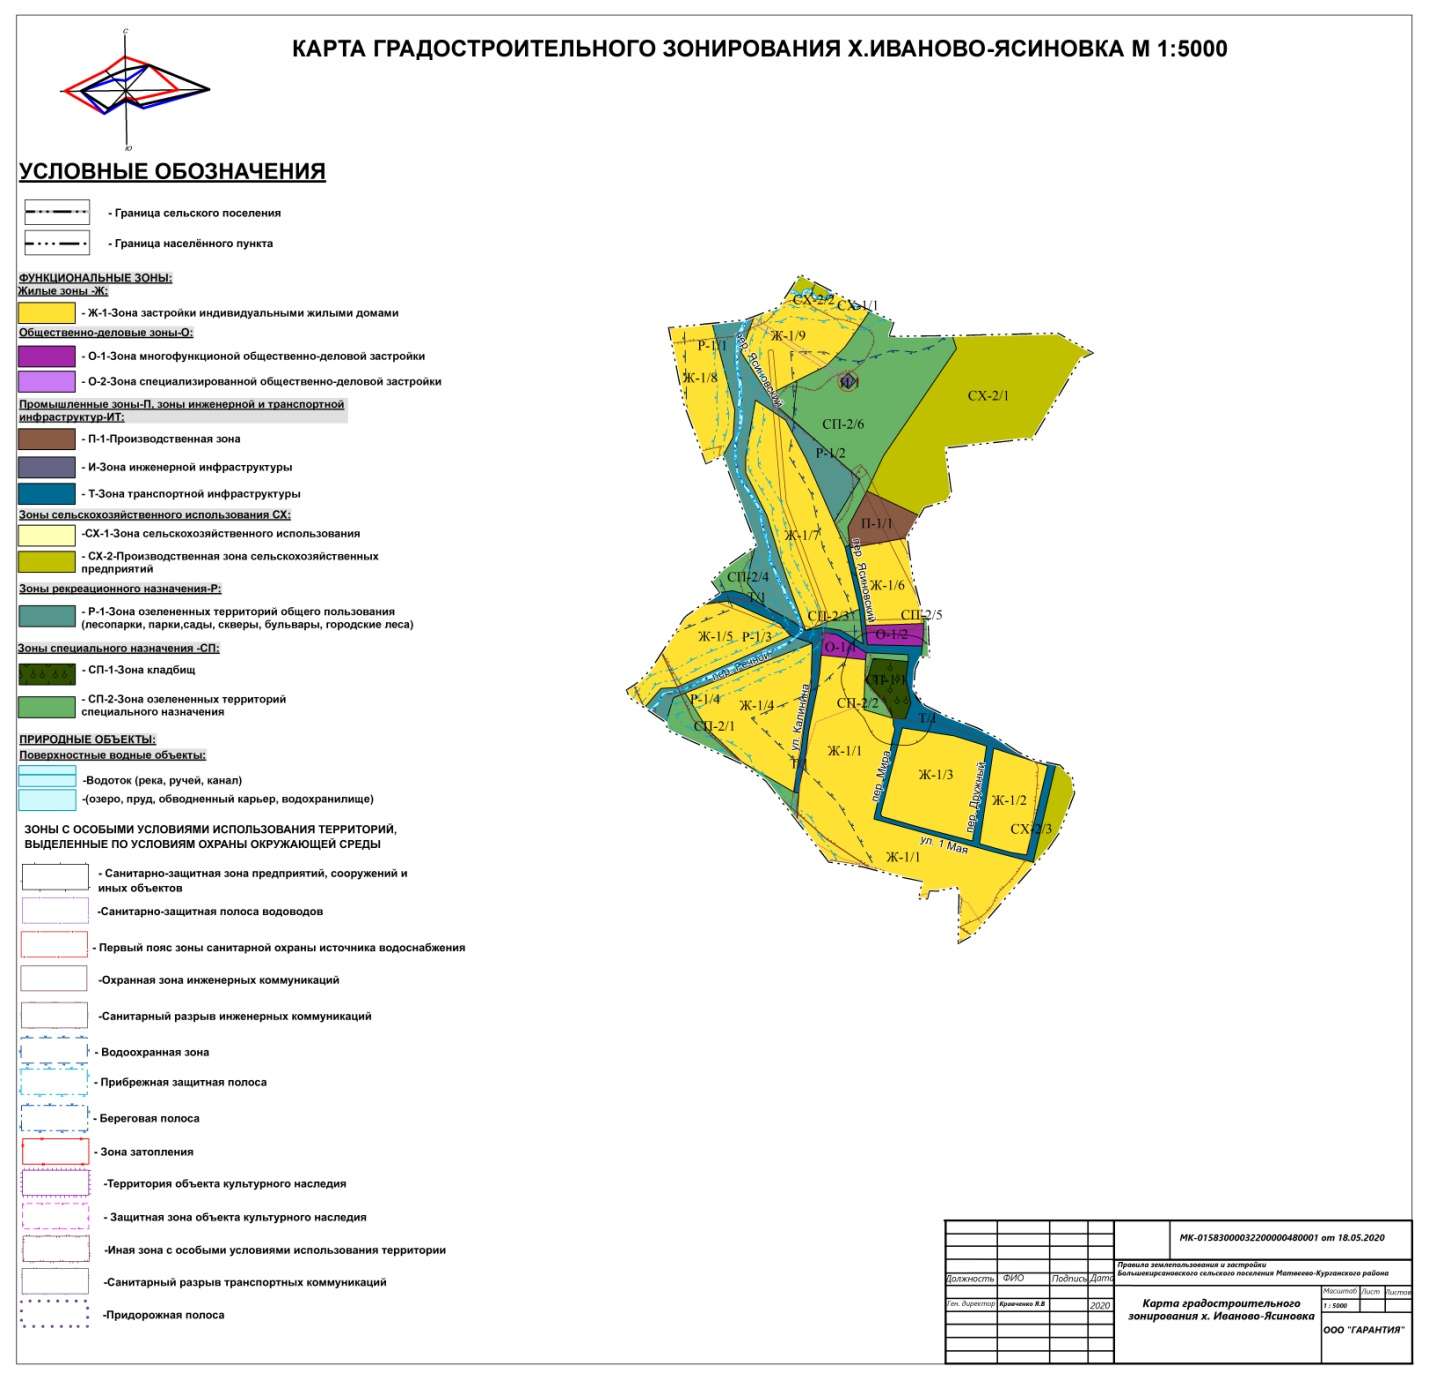 КАРТА ГРАДОСТРОИТЕЛЬНОГО ЗОНИРОВАНИЯ Х.ИВАНОВО-ЯСИНОВКА М 1:5000
С
Ю
УСЛОВНЫЕ ОБОЗНАЧЕНИЯ
- Граница сельского поселения
- Граница населённого пункта
ФУНКЦИОНАЛЬНЫЕ ЗОНЫ:
Жилые зоны -Ж:
- Ж-1-Зона застройки индивидуальными жилыми домами
Общественно-деловые зоны-О:
- О-1-Зона многофункционой общественно-деловой застройки
- О-2-Зона специализированной общественно-деловой застройки
Промышленные зоны-П, зоны инженерной и транспортной
инфраструктур-ИТ:
- П-1-Производственная зона
- И-Зона инженерной инфраструктуры
- Т-Зона транспортной инфраструктуры
Зоны сельскохозяйственного использования СХ:
-СХ-1-Зона сельскохозяйственного использования
- СХ-2-Производственная зона сельскохозяйственных
предприятий
Зоны рекреационного назначения-Р:
- Р-1-Зона озелененных территорий общего пользования
(лесопарки, парки,сады, скверы, бульвары, городские леса)
Зоны специального назначения -СП:
- СП-1-Зона кладбищ
- СП-2-Зона озелененных территорий
специального назначения
ПРИРОДНЫЕ ОБЪЕКТЫ:
Поверхностные водные объекты:
-Водоток (река, ручей, канал)
-(озеро, пруд, обводненный карьер, водохранилище)
ЗОНЫ С ОСОБЫМИ УСЛОВИЯМИ ИСПОЛЬЗОВАНИЯ ТЕРРИТОРИЙ,
ВЫДЕЛЕННЫЕ ПО УСЛОВИЯМ ОХРАНЫ ОКРУЖАЮЩЕЙ СРЕДЫ
- Санитарно-защитная зона предприятий, сооружений и
иных объектов
-Санитарно-защитная полоса водоводов
- Первый пояс зоны санитарной охраны источника водоснабжения
-Охранная зона инженерных коммуникаций
-Санитарный разрыв инженерных коммуникаций
- Водоохранная зона
- Прибрежная защитная полоса
- Береговая полоса
- Зона затопления
-Территория объекта культурного наследия
- Защитная зона объекта культурного наследия
-Иная зона с особыми условиями использования территории
-Санитарный разрыв транспортных коммуникаций
-Придорожная полоса
СХ-2/2
СХ-1/1
Ж-1/9
Р-1/1
пер. Ясиновский
Ж-1/8
И/1
СХ-2/1
СП-2/6
Р-1/2
П-1/1
Ж-1/7
пер. Ясиновский
СП-2/4
Ж-1/6
Т/1
СП-2/3
СП-2/5
Ж-1/5
Р-1/3
О-1/2
О-1/1
пер. Речной
СП-1/1
Р-1/4
Ж-1/4
СП-2/2
СП-2/1
ул. Калинина
Т/1
Ж-1/1
пер. Мира
Ж-1/3
пер. Дружный
Ж-1/2
СХ-2/3
ул. 1 Мая
Ж-1/1
МК-01583000032200000480001 от 18.05.2020
Правила землепользования и застройки
Большекирсановского сельского поселения Матвеево-Курганского района
Должность ФИО Подпись Дата
Ген. директор Кравченко Я.В 2020
Карта градостроительного
зонирования х. Иваново-Ясиновка
Масштаб Лист Листов
1 : 5000
ООО "ГАРАНТИЯ"